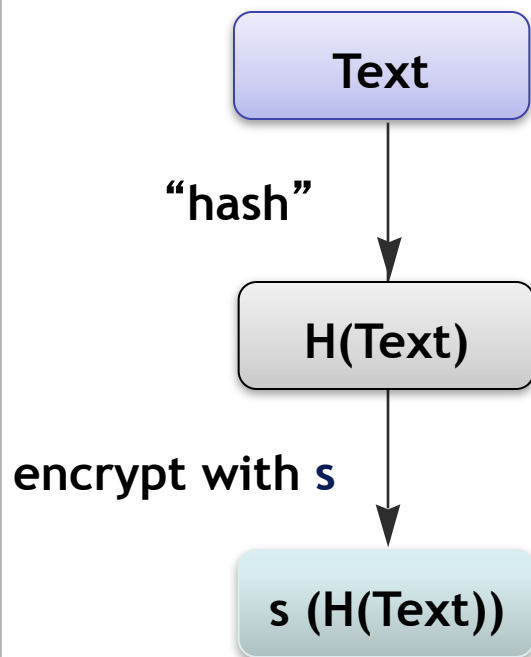 Text
“hash”
H(Text)
encrypt with s
s (H(Text))